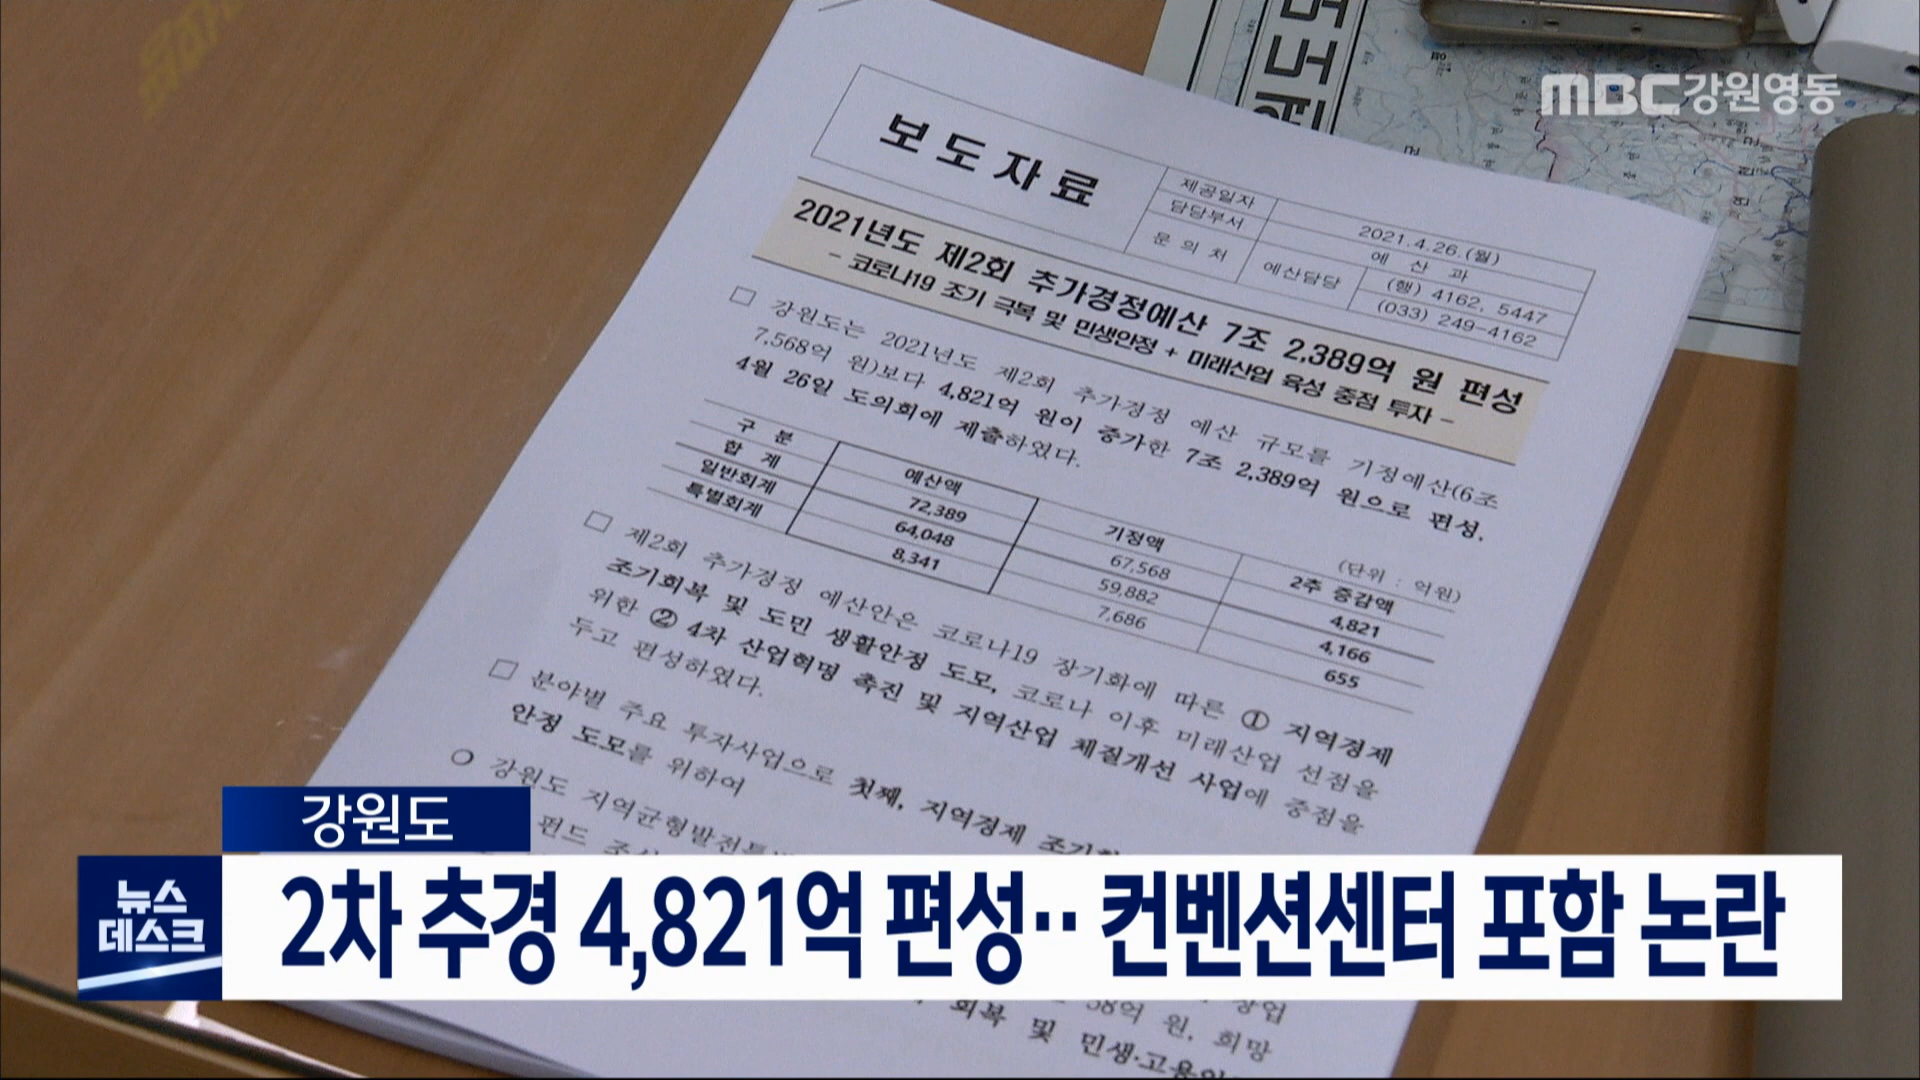 MBC강원영동
보도자료
제공일자 2021.4.26.(월)
담당부서 예 산 과
문 의 처 예산담당 (행) 4162, 5447
(033) 249-4162
2021년도 제2회 추가경정예산 7조 2,389억 원 편성
- 코로나19 조기 극복 및 민생안정 + 미래산업 육성 중점 투자 -
□ 강원도는 2021년도 제2회 추가경정 예산 규모를 기정예산(6조
7,568억 원)보다 4,821억 원이 증가한 7조 2,389억 원으로 편성,
4월 26일 도의회에 제출하였다.
(단위 : 억원)
구 분 예산액 기정액 2추 증감액
합 계 72,389 67,568 4,821
일반회계 64,048 59,882 4,166
특별회계 8,341 7,686 655
□ 제2회 추가경정 예산안은 코로나19 장기화에 따른 ① 지역경제
조기회복 및 도민 생활안정 도모, 코로나 이후 미래산업 선점을
위한 ② 4차 산업혁명 촉진 및 지역산업 체질개선 사업에 중점을
두고 편성하였다.
□ 분야별 주요 투자사업으로 첫째, 지역경제
안정 도모를 위하여
○ 강원도 지역균형발전
펀드
억 원, 희망
회복 및 민생·고용
강원도
뉴스
데스크
2차 추경 4,821억 편성‥ 컨벤션센터 포함 논란